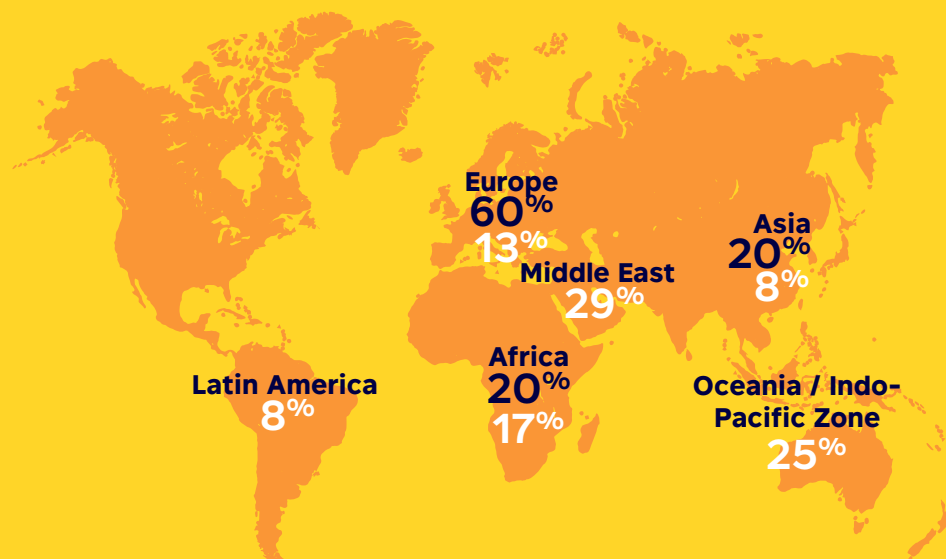 Europe
60%
13%
Middle East
29%
Asia
20%
8%
Africa
20%
17%
Latin America
8%
Oceania / Indo-
Pacific Zone
25%